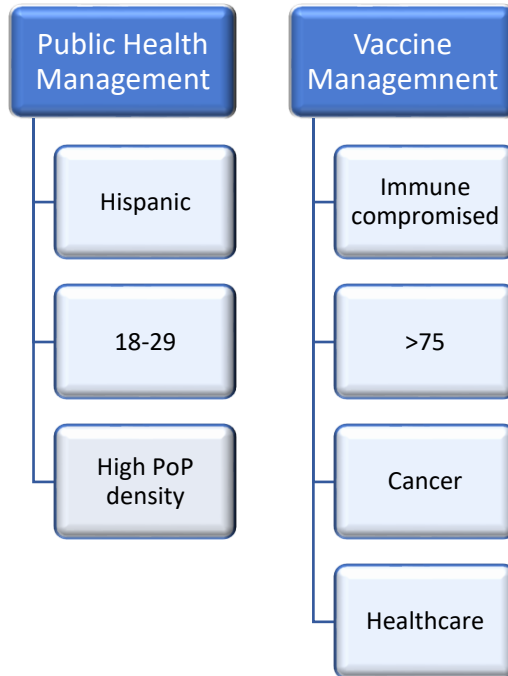 Public Health
Management
Hispanic
18-29
High PoP
density
Vaccine
Managemnent
Immune
compromised
>75
Cancer
Healthcare